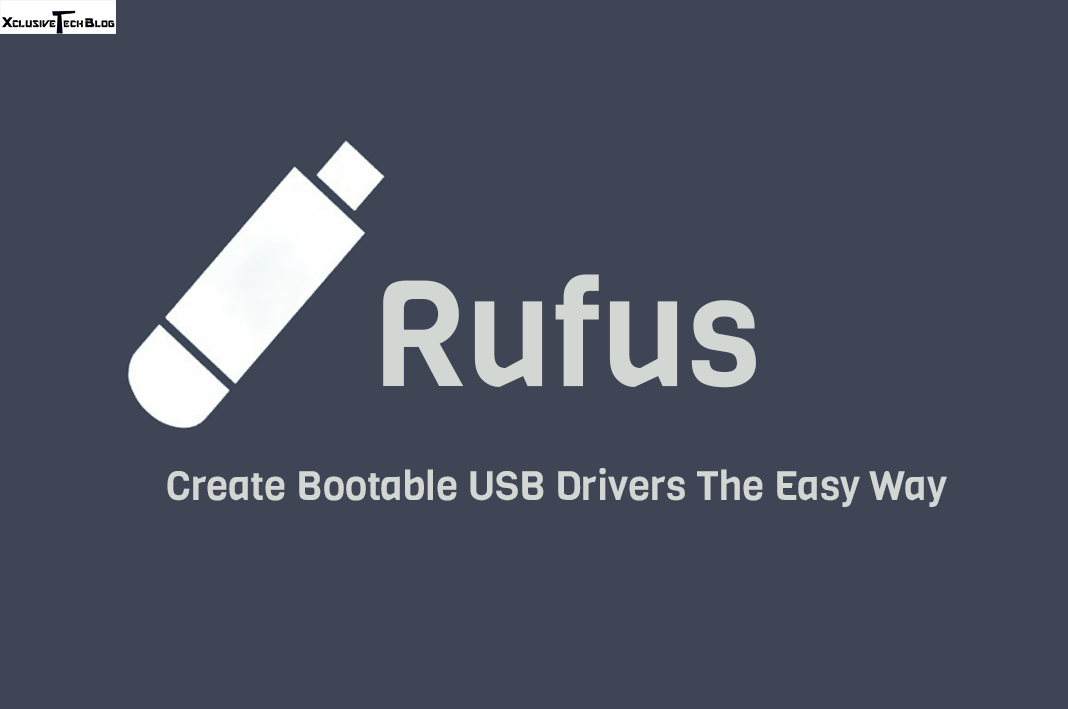 XclusiveTechBlog
Rufus
Create Bootable USB Drivers The Easy Way